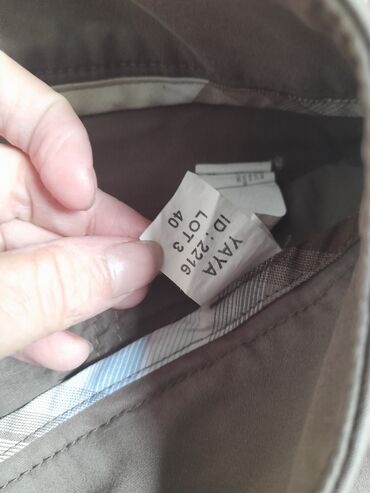 YAYA
ID : 2216
LOT 3
40